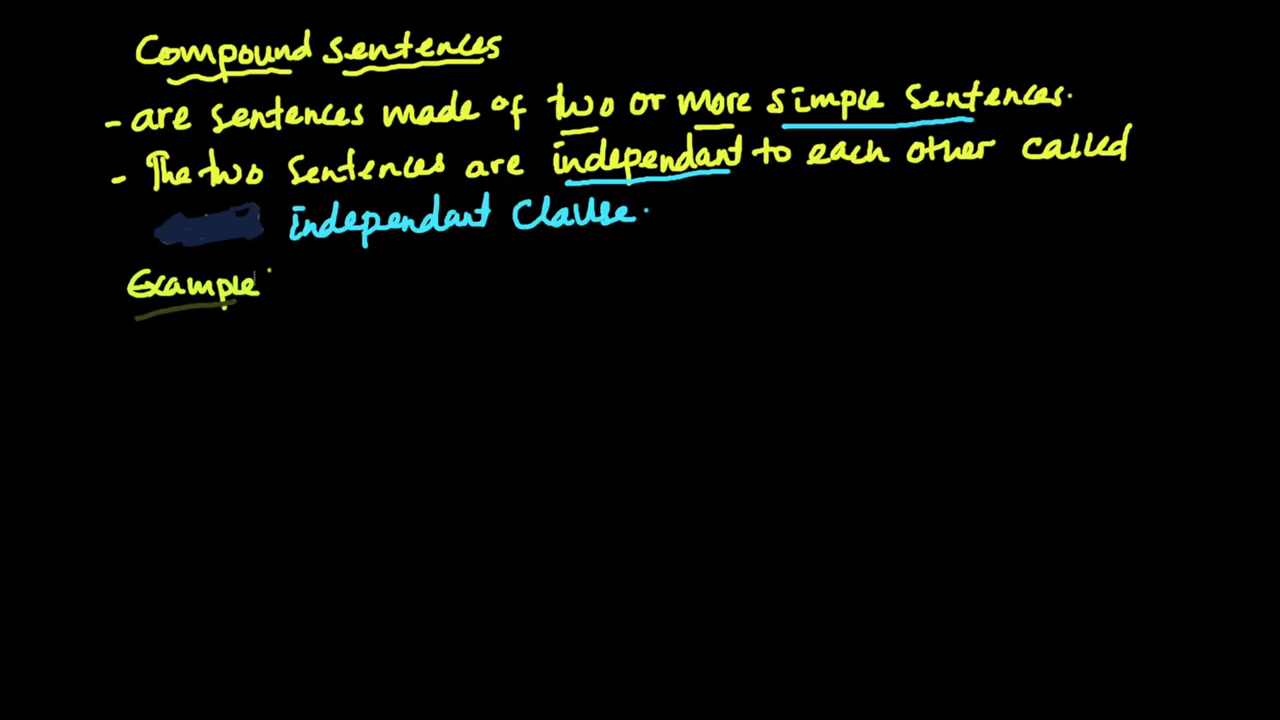 Compound sentences
- are sentences made of two or more simple sentences.
- The two sentences are independant to each other called
independant Clause.
Example